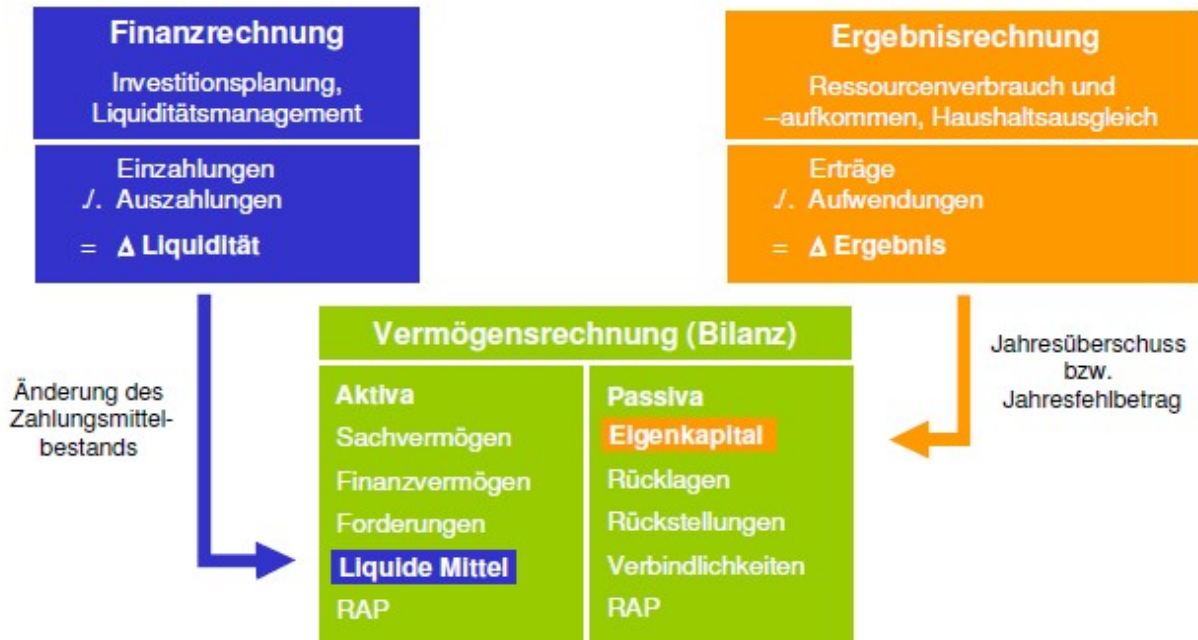 Finanzrechnung
Investitionsplanung,
Liquiditätsmanagement
Einzahlungen
./. Auszahlungen
= Δ Liquidität
Ergebnisrechnung
Ressourcenverbrauch und
–aufkommen, Haushaltsausgleich
Erträge
./. Aufwendungen
= Δ Ergebnis
Änderung des
Zahlungsmittel-
bestands
Vermögensrechnung (Bilanz)
Aktiva
Sachvermögen
Finanzvermögen
Forderungen
Liquide Mittel
RAP
Passiva
Eigenkapital
Rücklagen
Rückstellungen
Verbindlichkeiten
RAP
Jahresüberschuss
bzw.
Jahresfehlbetrag